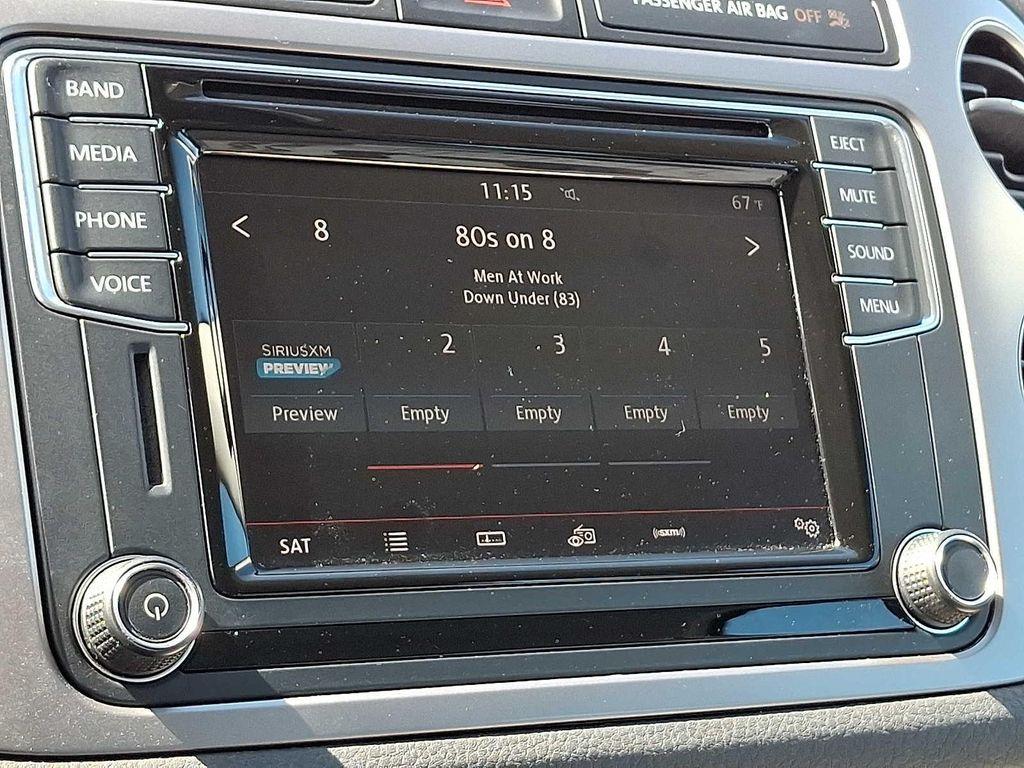 PASSENGER AIR BAG OFF
BAND
MEDIA
PHONE
VOICE
EJECT
MUTE
SOUND
MENU
11:15
67°F
<
8
80s on 8
>
Men At Work
Down Under (83)
SIRIUSXM
PREVIEW
2
3
4
5
Preview
Empty
Empty
Empty
Empty
SAT
((SXM))